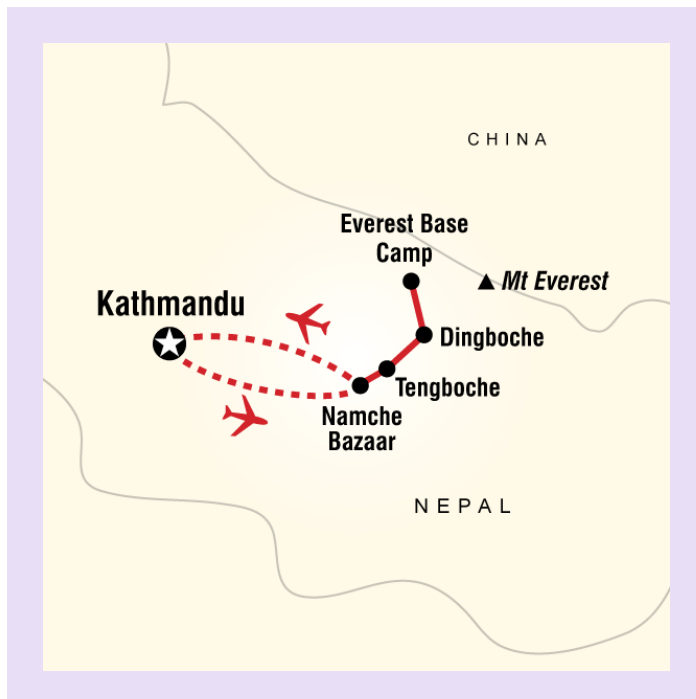 CHINA
Everest Base
Camp
Mt Everest
Kathmandu
Dingboche
Tengboche
Namche
Bazaar
NEPAL